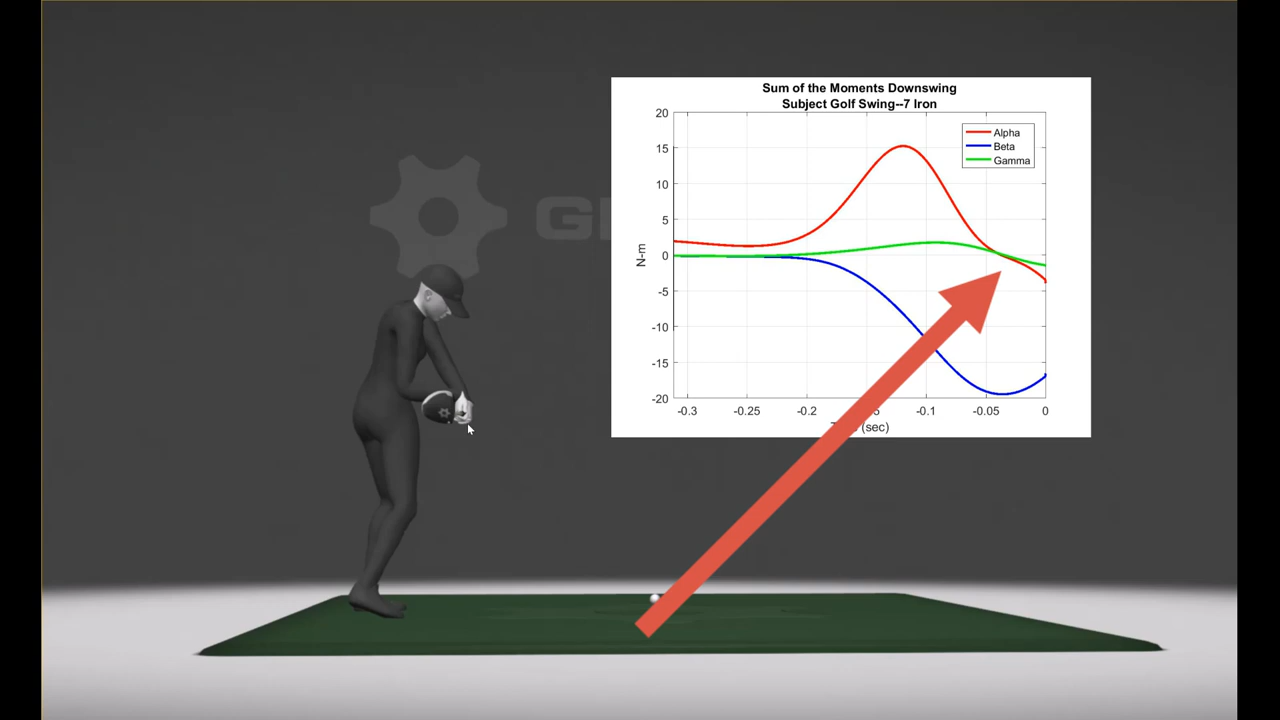 Sum of the Moments Downswing
Subject Golf Swing--7 Iron
20
15
10
5
0
-5
-10
-15
-20
N-m
Alpha
Beta
Gamma
-0.3
-0.25
-0.2
-0.1
-0.05
0
(sec)